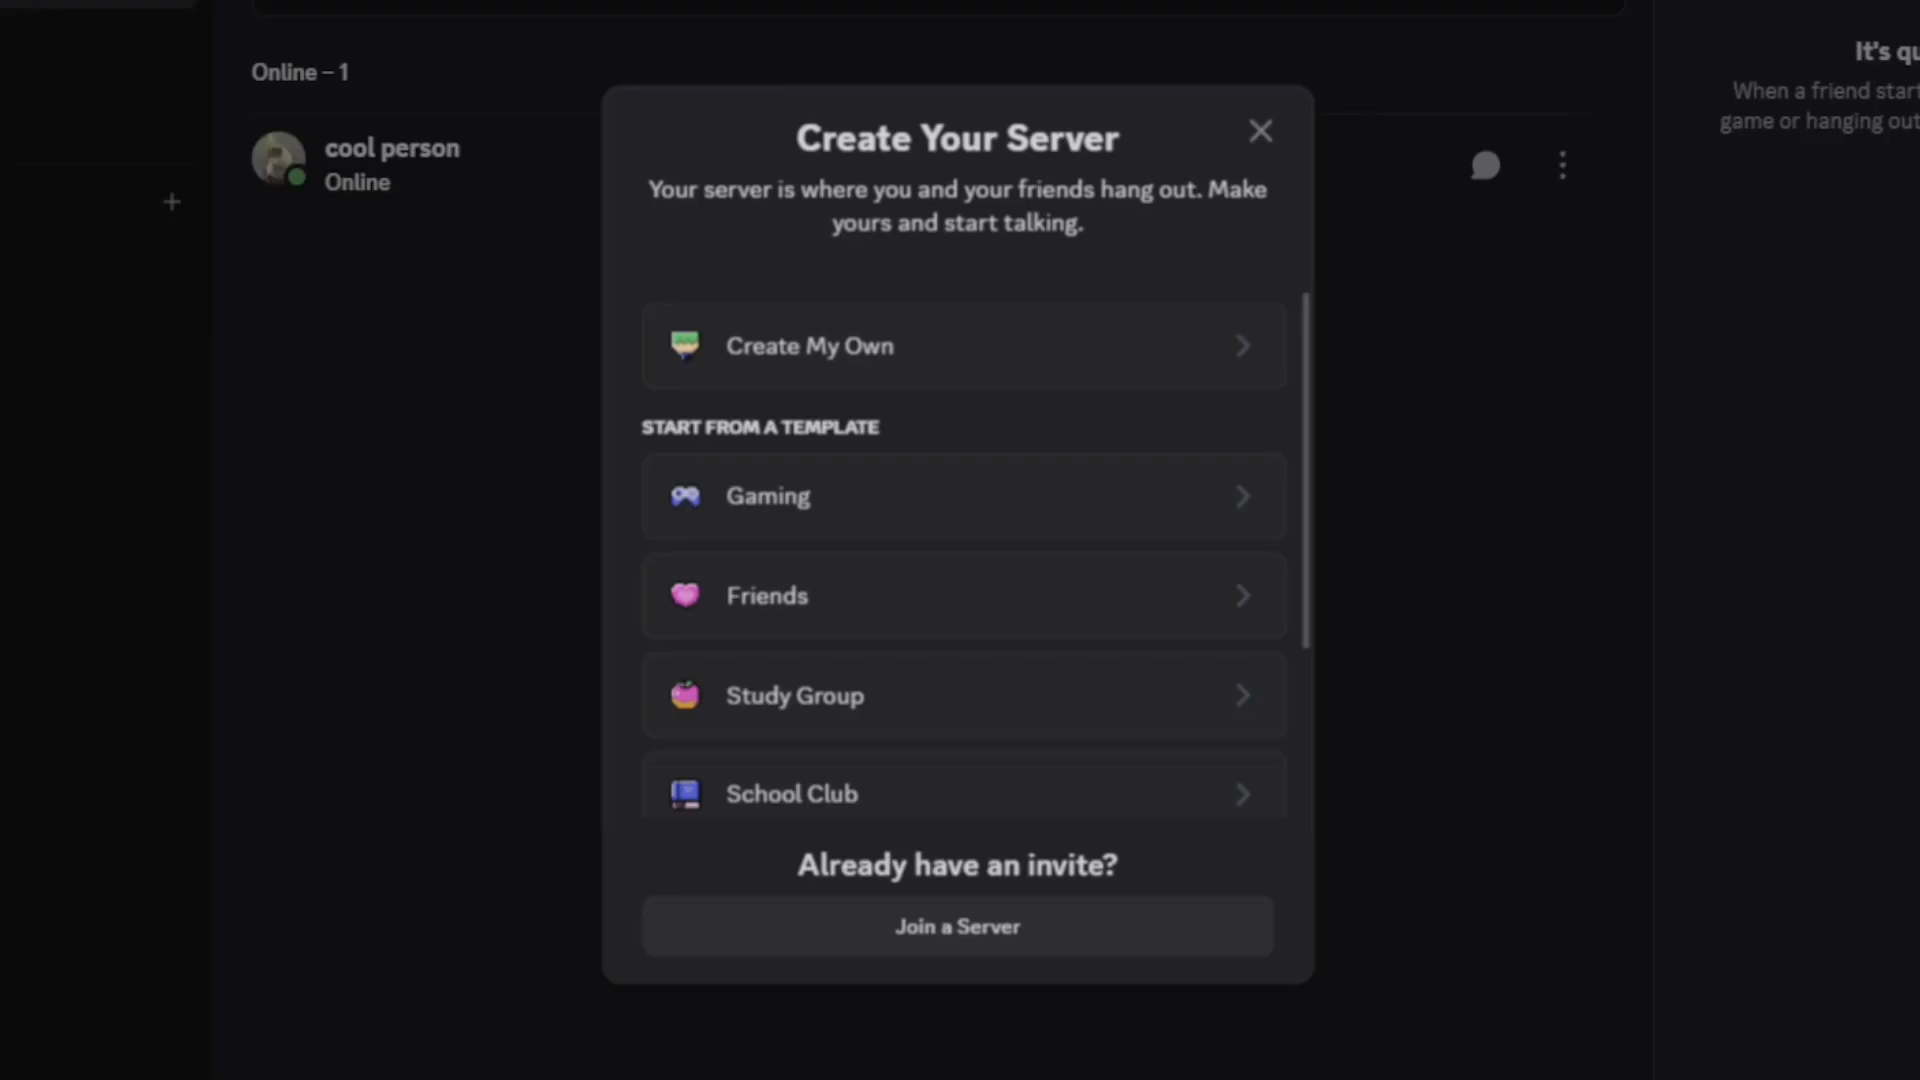 Online – 1
cool person
Online
It's
When a friend
game or hanging out
Create Your Server
Your server is where you and your friends hang out. Make
yours and start talking.
Create My Own
START FROM A TEMPLATE
Gaming
Friends
Study Group
School Club
Already have an invite?
Join a Server